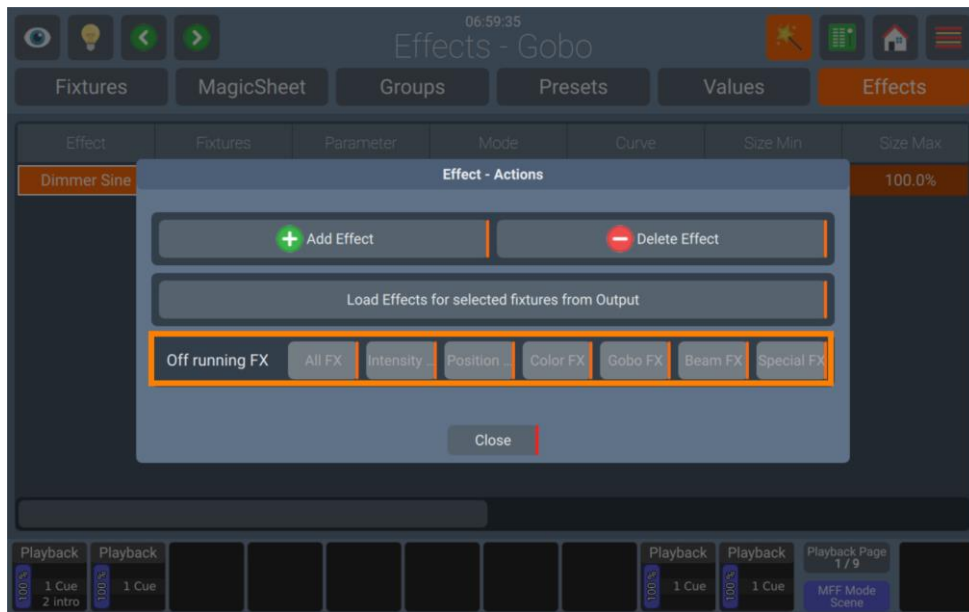 06:59:35
Effects - Gobo
Fixtures MagicSheet Groups Presets Values Effects
Effect Fixtures Parameter Mode Curve Size Min Size Max
Dimmer Sine 100.0%
Effect - Actions
Add Effect Delete Effect
Load Effects for selected fixtures from Output
Off running FX All FX Intensity .. Position .. Color FX Gobo FX Beam FX Special FX
Close
Playback Playback Playback Playback Playback Page
1 / 9
100 % 1 Cue 100 % 1 Cue 100 % 1 Cue 100 % 1 Cue MFF Mode
2 intro Scene